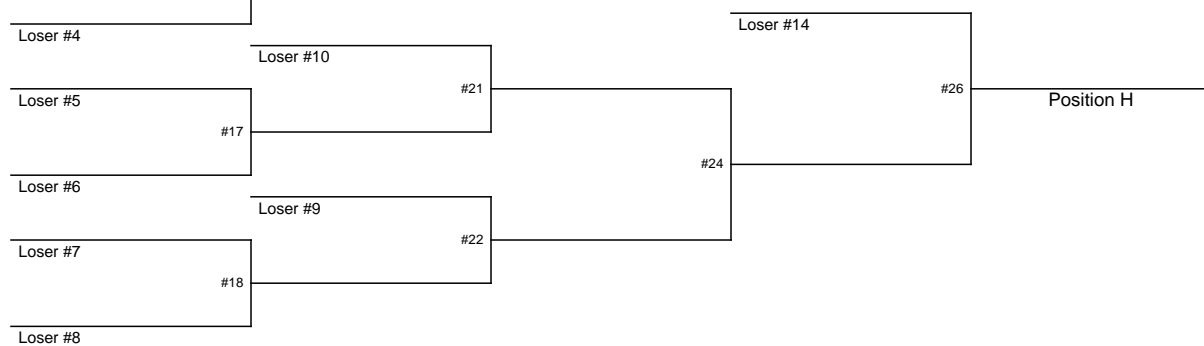 Loser #14
Loser #4
Loser #10
#21
#26
Loser #5
Position H
#17
#24
Loser #6
Loser #9
#22
Loser #7
#18
Loser #8